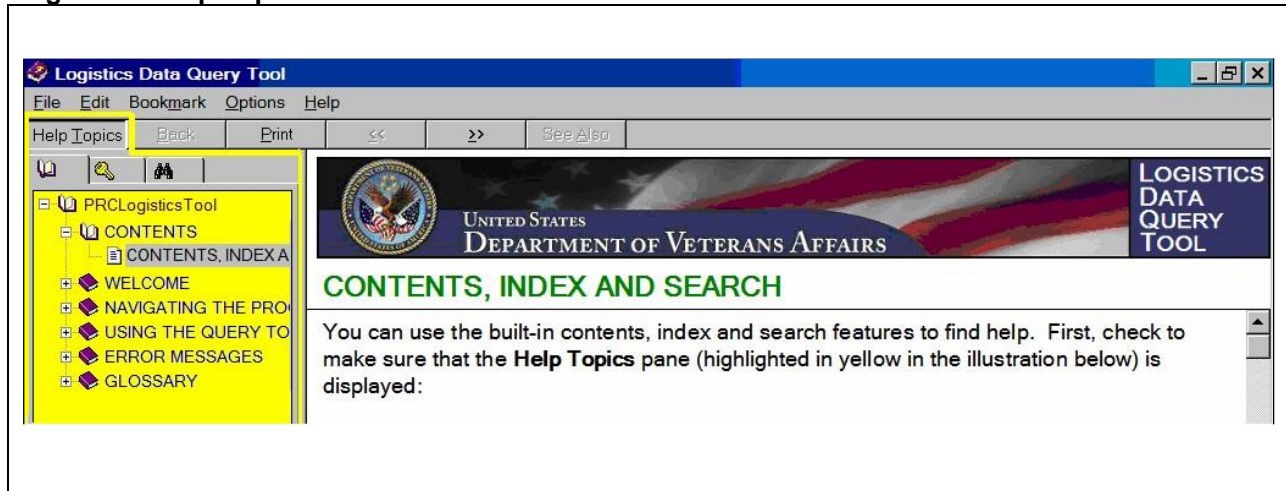 Logistics Data Query Tool
File Edit Bookmark Options Help
Help Topics Back Print << >> See Also
PRCLogisticsTool
CONTENTS
CONTENTS, INDEX A
WELCOME
NAVIGATING THE PRO
USING THE QUERY TO
ERROR MESSAGES
GLOSSARY
UNITED STATES
DEPARTMENT OF VETERANS AFFAIRS
LOGISTICS
DATA
QUERY
TOOL
CONTENTS, INDEX AND SEARCH
You can use the built-in contents, index and search features to find help. First, check to
make sure that the Help Topics pane (highlighted in yellow in the illustration below) is
displayed: